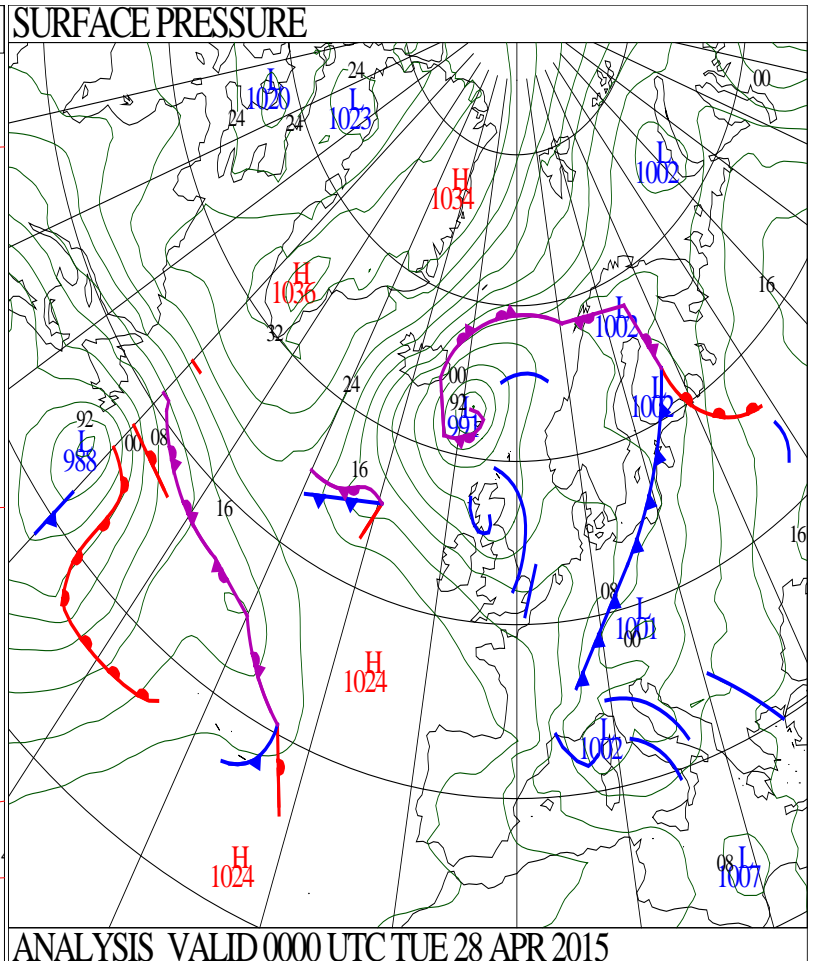 SURFACE PRESSURE
24
L
00
1020
L
1023
24
24
L
1002
H
1034
16
H
1036
L
1002
32
00
24
92
L
991
L
1002
92
L
988
00
08
16
16
16
08
L
1001
00
H
1024
L
1002
H
1024
08
L
1007
ANALYSIS VALID 0000 UTC TUE 28 APR 2015